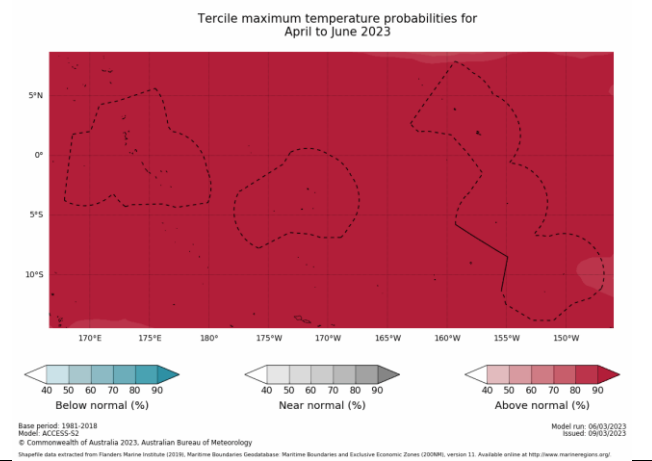 Tercile maximum temperature probabilities for
April to June 2023
5°N
0°
5°S
10°S
170°E 175°E 180° 175°W 170°W 165°W 160°W 155°W 150°W
40 50 60 70 80 90 40 50 60 70 80 90 40 50 60 70 80 90
Below normal (%) Near normal (%) Above normal (%)
Base period: 1981-2018 Model run: 06/03/2023
Model: ACCESS-S2 Issued: 09/03/2023
© Commonwealth of Australia 2023, Australian Bureau of Meteorology
Shapefile data extracted from Flanders Marine Institute (2019), Maritime Boundaries Geodatabase: Maritime Boundaries and Exclusive Economic Zones (200NM), version 11. Available online at http://www.marineregions.org/